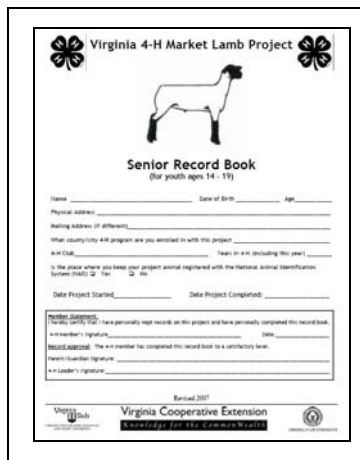 Virginia 4-H Market Lamb Project
Senior Record Book
(for youth ages 14 - 19)
Name Date of Birth Age
Physical Address
Mailing Address (if different)
What county/city 4-H program are you enrolled in with this project
4-H Club Years in 4-H (including this year)
Is the place where you keep your project animal registered with the National Animal Identification
System (NAIS) Yes No
Date Project Started Date Project Completed:
Member Statement:
I hereby certify that I have personally kept records on this project and have personally completed this record book.
4-H Member's Signature Date
Record Approval: The 4-H member has completed this record book to a satisfactory level.
Parent/Guardian Signature
4-H Leader's Signature
Revised 2007
Virginia Tech
Virginia Cooperative Extension
Knowledge for the CommonWealth